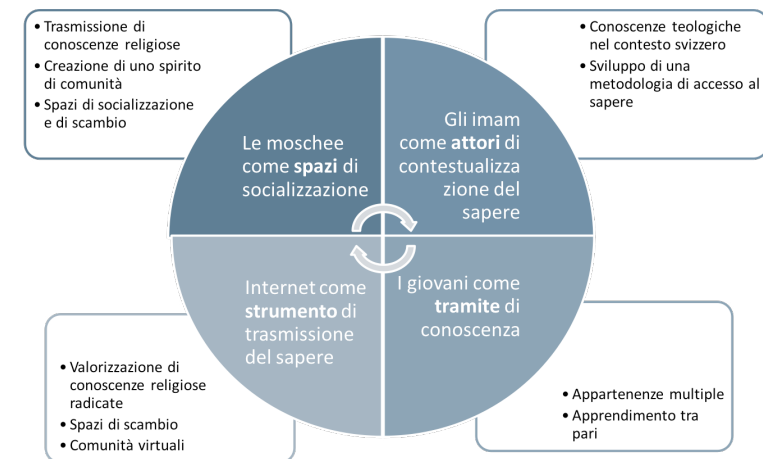 • Trasmissione di
conoscenze religiose
• Creazione di uno spirito
di comunità
• Spazi di socializzazione
e di scambio
• Conoscenze teologiche
nel contesto svizzero
• Sviluppo di una
metodologia di accesso al
sapere
Le moschee
come spazi di
socializzazione
Gli imam
come attori di
contestualizza
zione del
sapere
Internet come
strumento di
trasmissione
del sapere
I giovani come
tramite di
conoscenza
• Valorizzazione di
conoscenze religiose
radicate
• Spazi di scambio
• Comunità virtuali
• Appartenenze multiple
• Apprendimento tra
pari